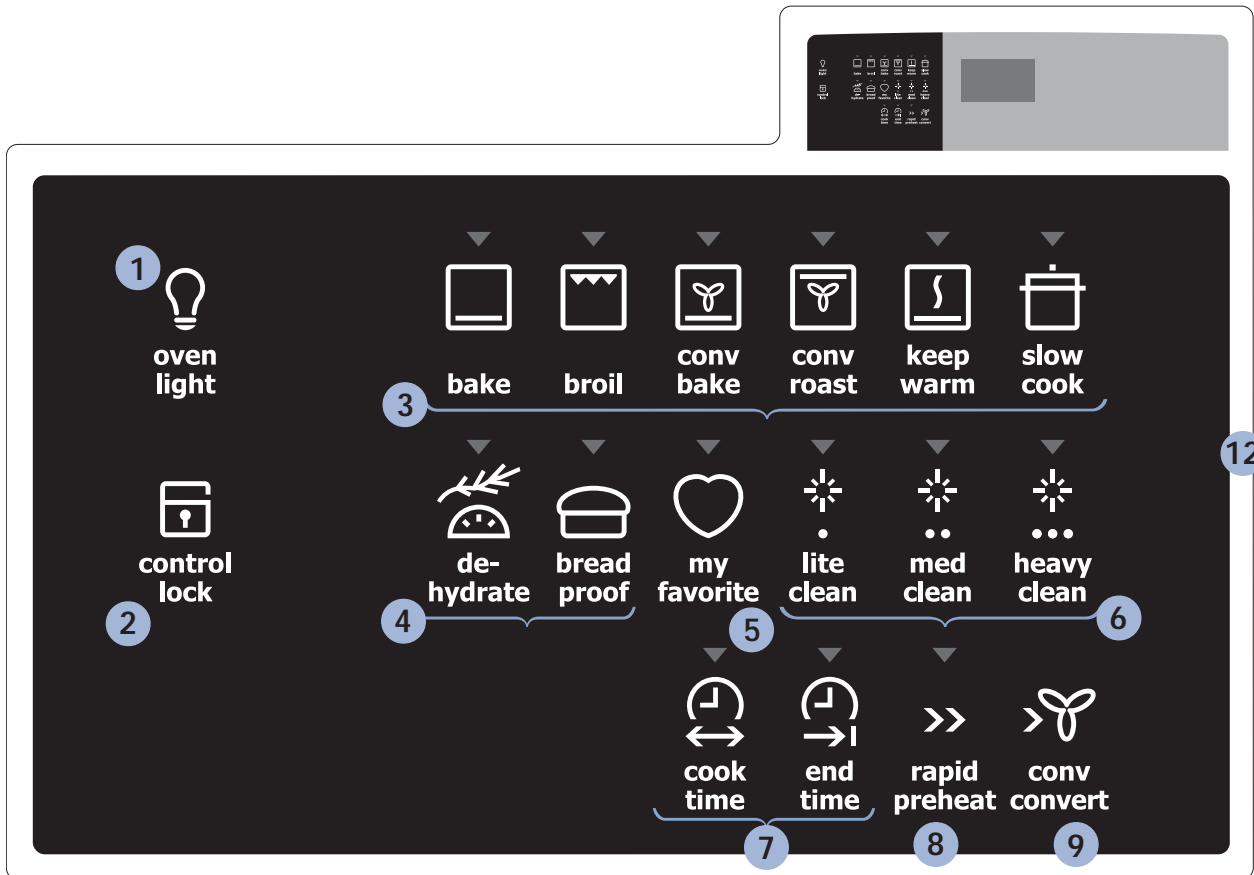 1
oven
light
bake
broil
conv
bake
conv
roast
keep
warm
slow
cook
3
12
control
lock
2
de-
hydrate
bread
proof
4
my
favorite
5
lite
clean
med
clean
heavy
clean
6
cook
time
end
time
7
rapid
preheat
8
conv
convert
9